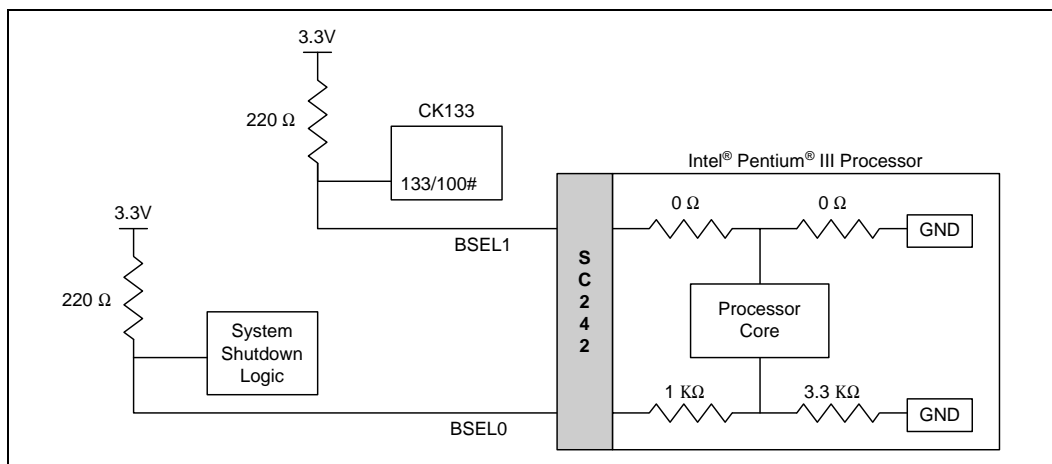 3.3V
220 Ω
CK133
133/100#
Intel® Pentium® III Processor
3.3V
220 Ω
System
Shutdown
Logic
BSEL1
BSEL0
S
C
2
4
2
0 Ω
0 Ω
GND
Processor
Core
1 KΩ
3.3 KΩ
GND